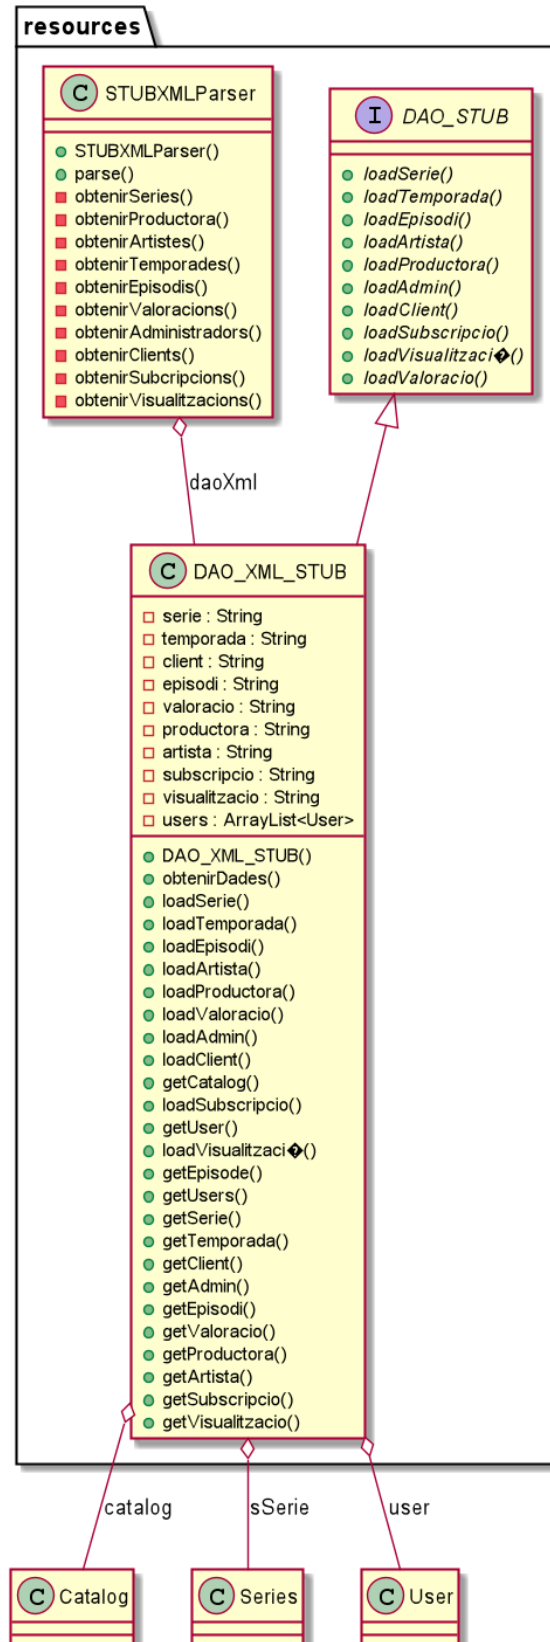 resources
C STUBXMLParser
STUBXMLParser()
parse()
obtenirSeries()
obtenirProductora()
obtenirArtistes()
obtenirTemporades()
obtenirEpisodis()
obtenirValoracions()
obtenirAdministradors()
obtenirClients()
obtenirSubcripcions()
obtenirVisualitzacions()
I DAO_STUB
loadSerie()
loadTemporada()
loadEpisodi()
loadArtista()
loadProductora()
loadAdmin()
loadClient()
loadSubscripcio()
loadVisualitzaci�()
loadValoracio()
daoXml
C DAO_XML_STUB
serie : String
temporada : String
client : String
episodi : String
valoracio : String
productora : String
artista : String
subscripcio : String
visualitzacio : String
users : ArrayList<User>
DAO_XML_STUB()
obtenirDades()
loadSerie()
loadTemporada()
loadEpisodi()
loadArtista()
loadProductora()
loadValoracio()
loadAdmin()
loadClient()
getCatalog()
loadSubscripcio()
getUser()
loadVisualitzaci�()
getEpisode()
getUsers()
getSerie()
getTemporada()
getClient()
getAdmin()
getEpisodi()
getValoracio()
getProductora()
getArtista()
getSubscripcio()
getVisualitzacio()
catalog
sSerie
user
C Catalog
C Series
C User